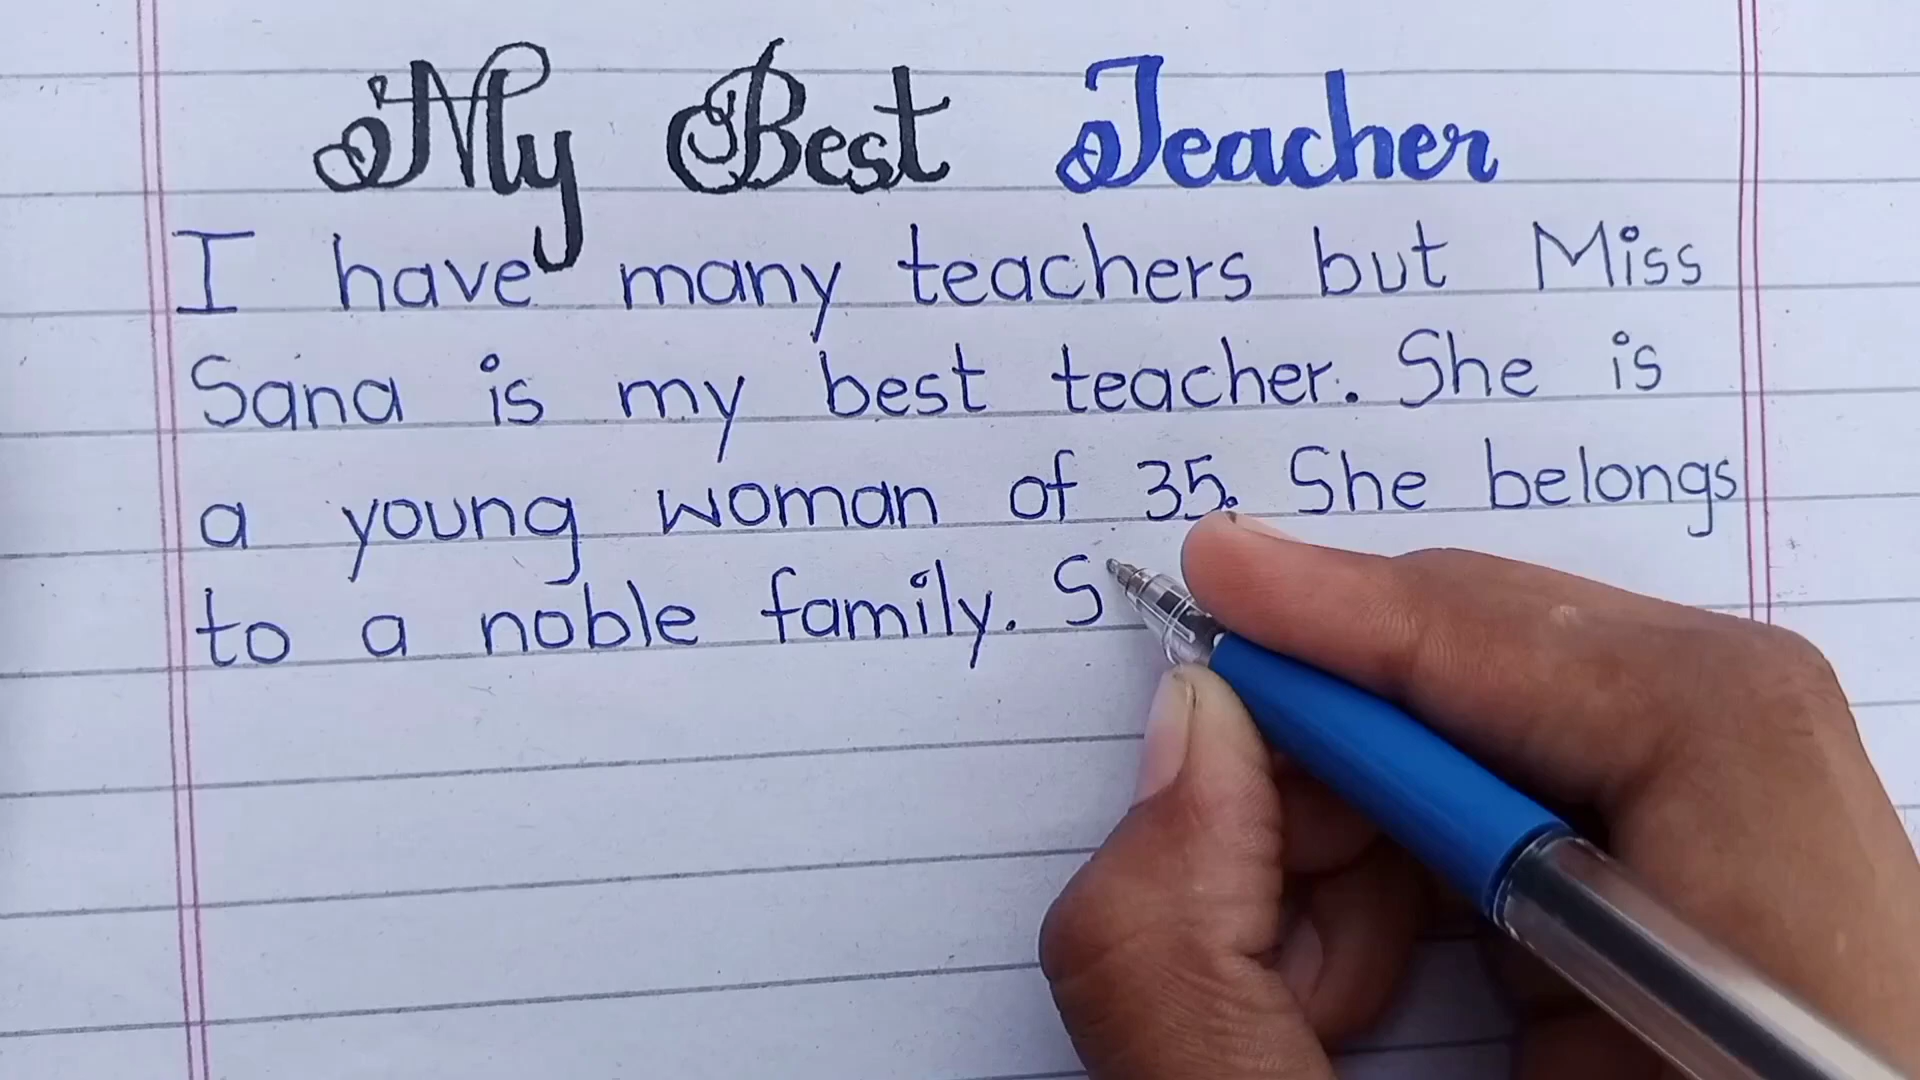 My Best Teacher
I have many teachers but Miss
Sana is my best teacher. She is
a young woman of 35. She belongs
to a noble family. S